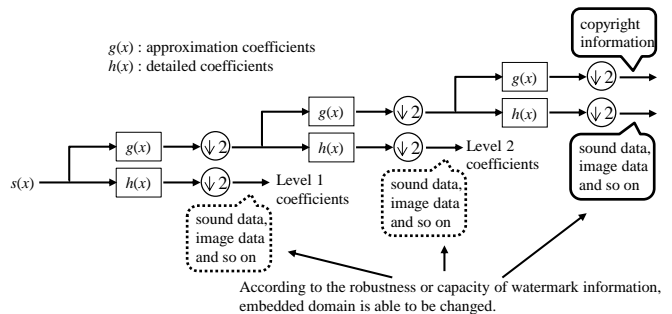 copyright
information
g(x) : approximation coefficients
h(x) : detailed coefficients
g(x) ↓2
g(x) ↓2 h(x) ↓2
g(x) ↓2 h(x) ↓2 Level 2
coefficients
sound data,
image data
and so on
s(x) h(x) ↓2 Level 1
coefficients
sound data,
image data
and so on
sound data,
image data
and so on
According to the robustness or capacity of watermark information,
embedded domain is able to be changed.